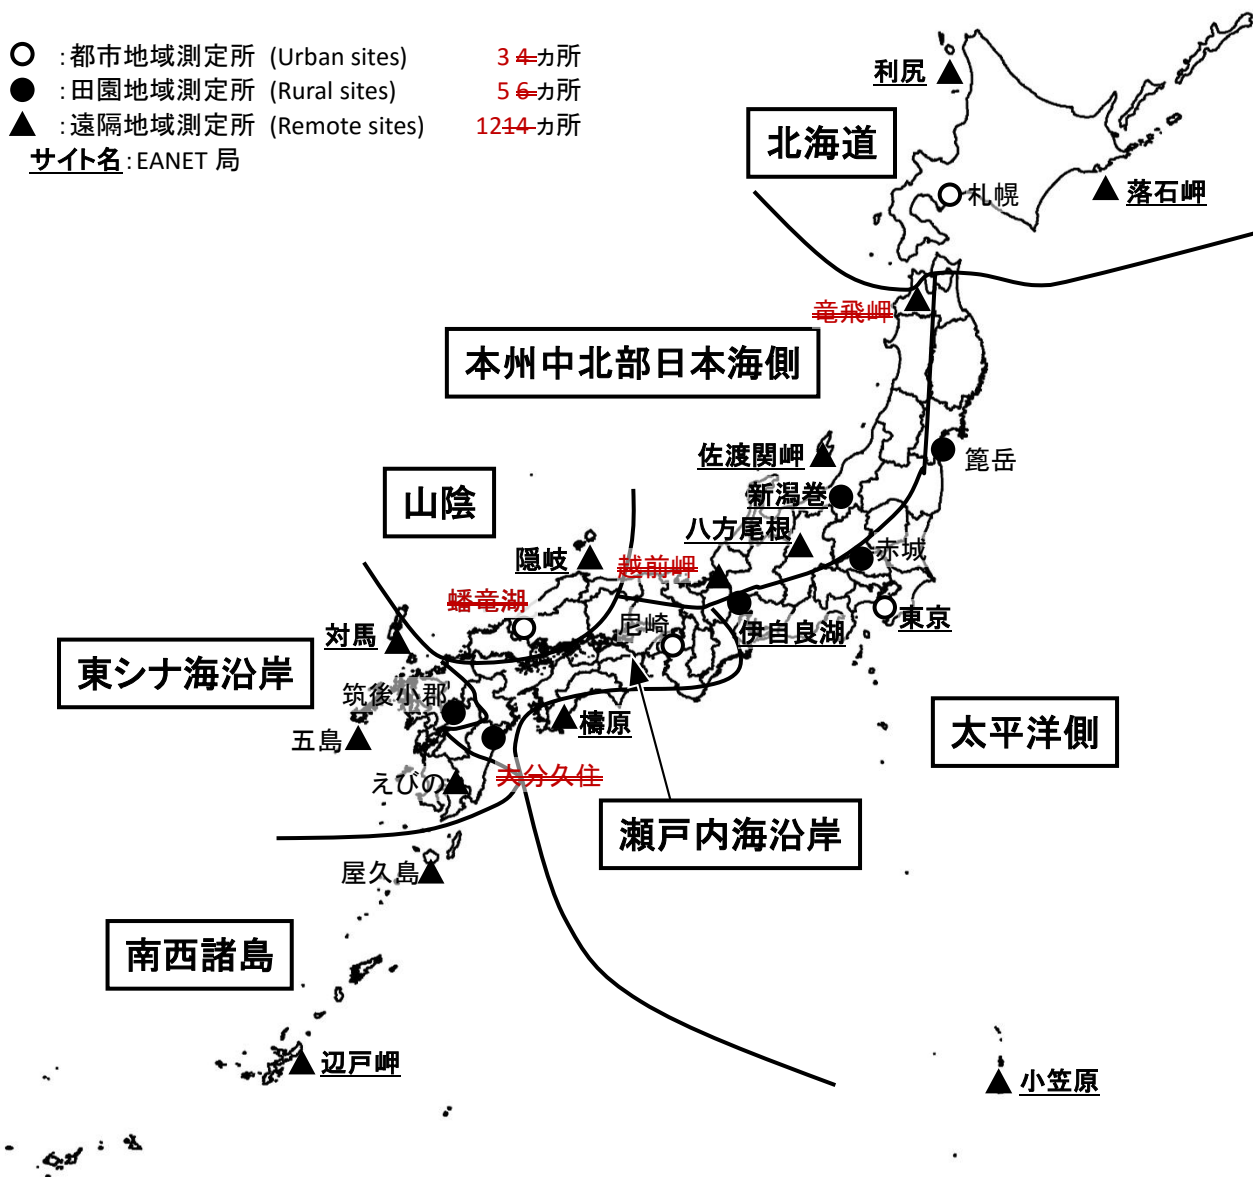 ：都市地域測定所 (Urban sites) 3 4 カ所
：田園地域測定所 (Rural sites) 5 6 カ所
：遠隔地域測定所 (Remote sites) 1214 カ所
サイト名：EANET 局
利尻
北海道
落石岬
札幌
竜飛岬
本州中北部日本海側
佐渡関岬
篦岳
山陰
新潟巻
八方尾根
赤城
隠岐
越前岬
蟠竜湖
東京
尼崎
伊自良湖
対馬
東シナ海沿岸
筑後小郡
檮原
太平洋側
五島
大分久住
えびの
瀬戸内海沿岸
屋久島
南西諸島
辺戸岬
小笠原